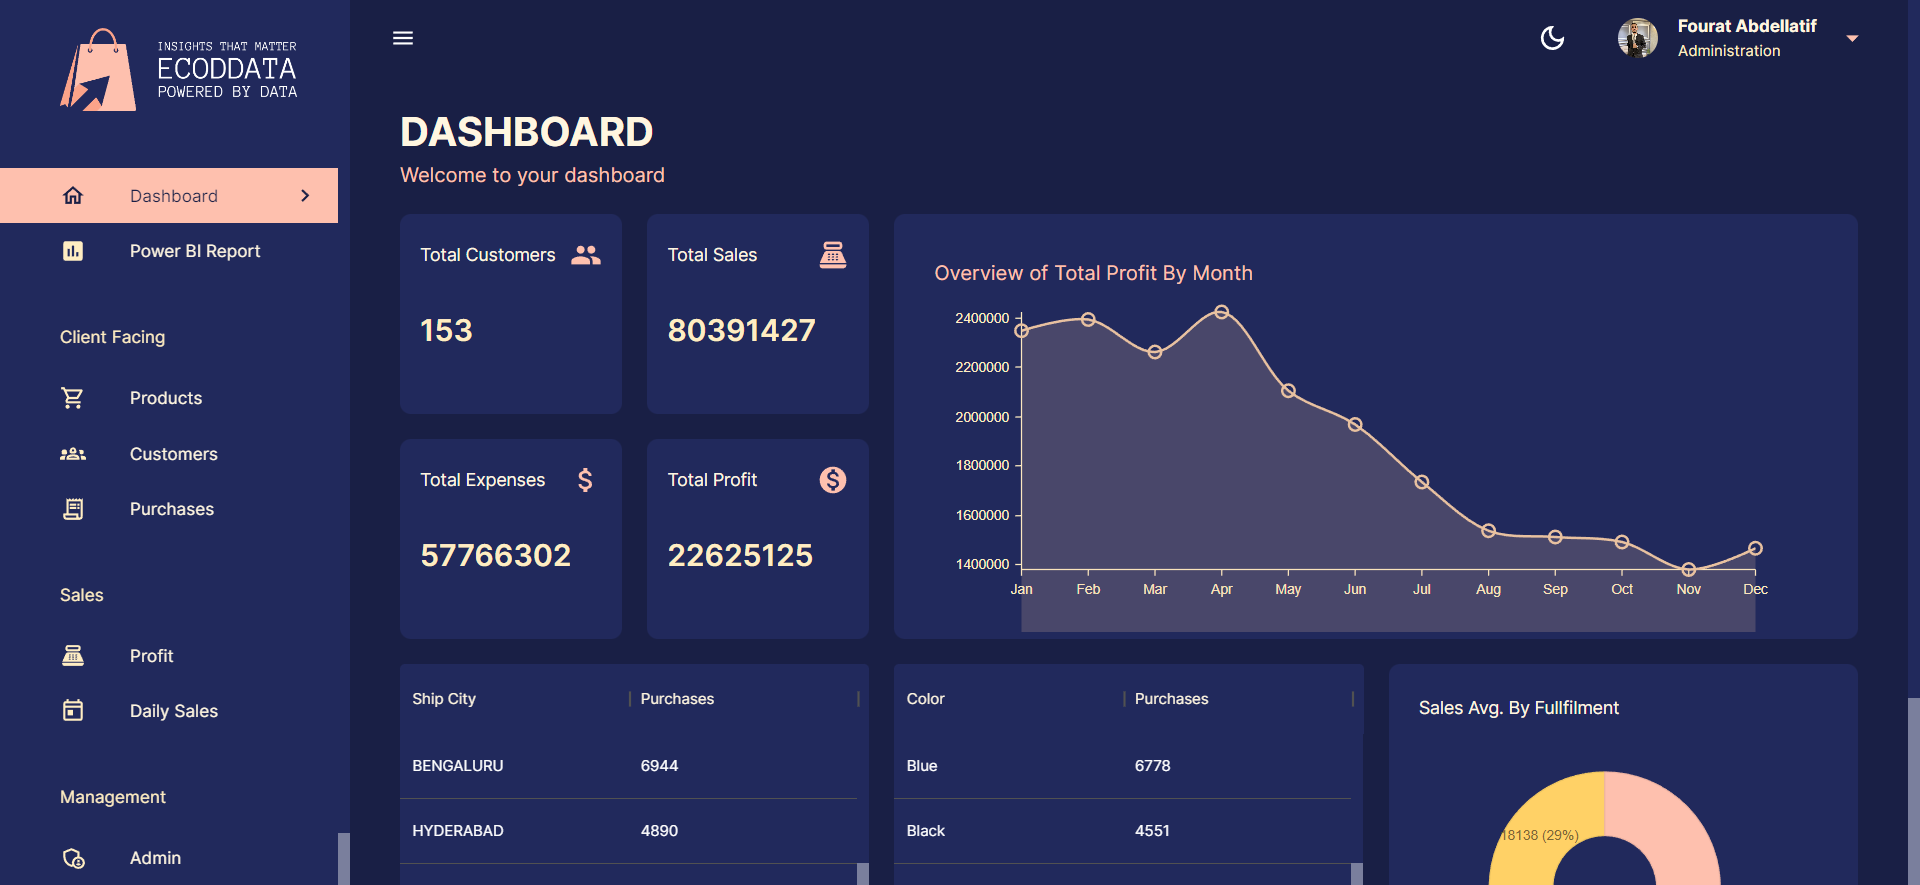 INSIGHTS THAT MATTER
ECODDATA
POWERED BY DATA
Dashboard
Power BI Report
Client Facing
Products
Customers
Purchases
Sales
Profit
Daily Sales
Management
Admin
Fourat Abdellatif
Administration
DASHBOARD
Welcome to your dashboard
Total Customers
153
Total Sales
80391427
Total Expenses
57766302
Total Profit
22625125
Overview of Total Profit By Month
2400000
2200000
2000000
1800000
1600000
1400000
Jan Feb Mar Apr May Jun Jul Aug Sep Oct Nov Dec
Ship City Purchases
BENGALURU 6944
HYDERABAD 4890
Color Purchases
Blue 6778
Black 4551
Sales Avg. By Fullfilment
18138 (29%)